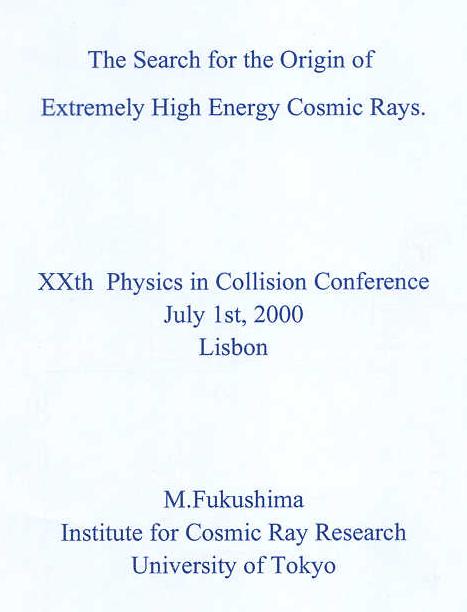 The Search for the Origin of
Extremely High Energy Cosmic Rays.
XXth Physics in Collision Conference
July 1st, 2000
Lisbon
M.Fukushima
Institute for Cosmic Ray Research
University of Tokyo